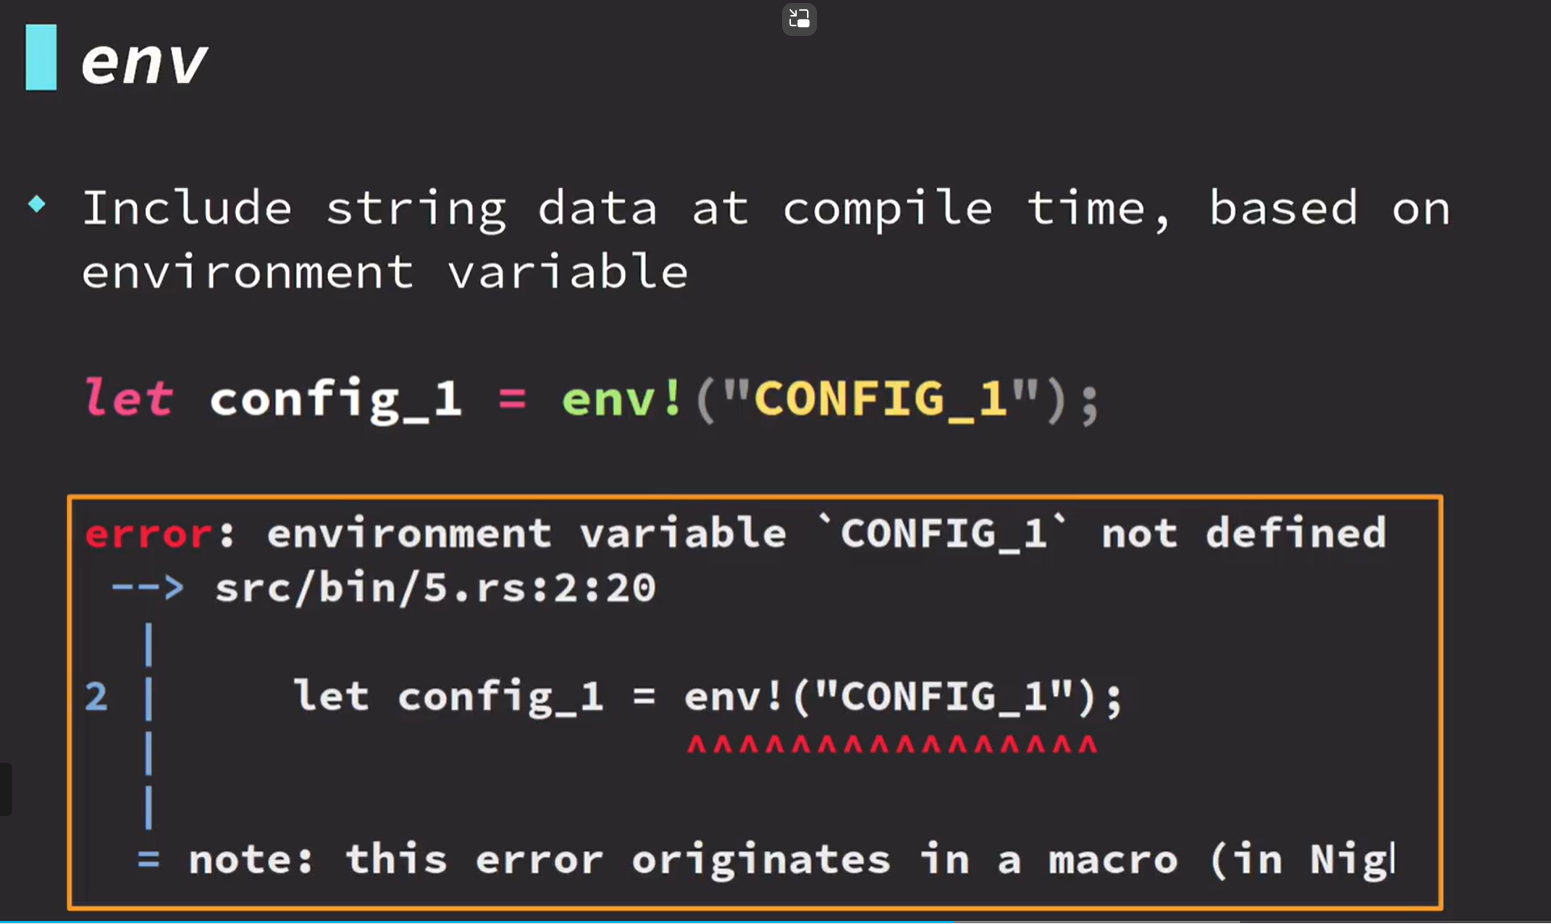 env
Include string data at compile time, based on
environment variable
let config_1 = env!("CONFIG_1");
error: environment variable `CONFIG_1` not defined
--> src/bin/5.rs:2:20
|
2 |     let config_1 = env!("CONFIG_1");
|                    ^^^^^^^^^^^^^^^^
|
= note: this error originates in a macro (in Nig